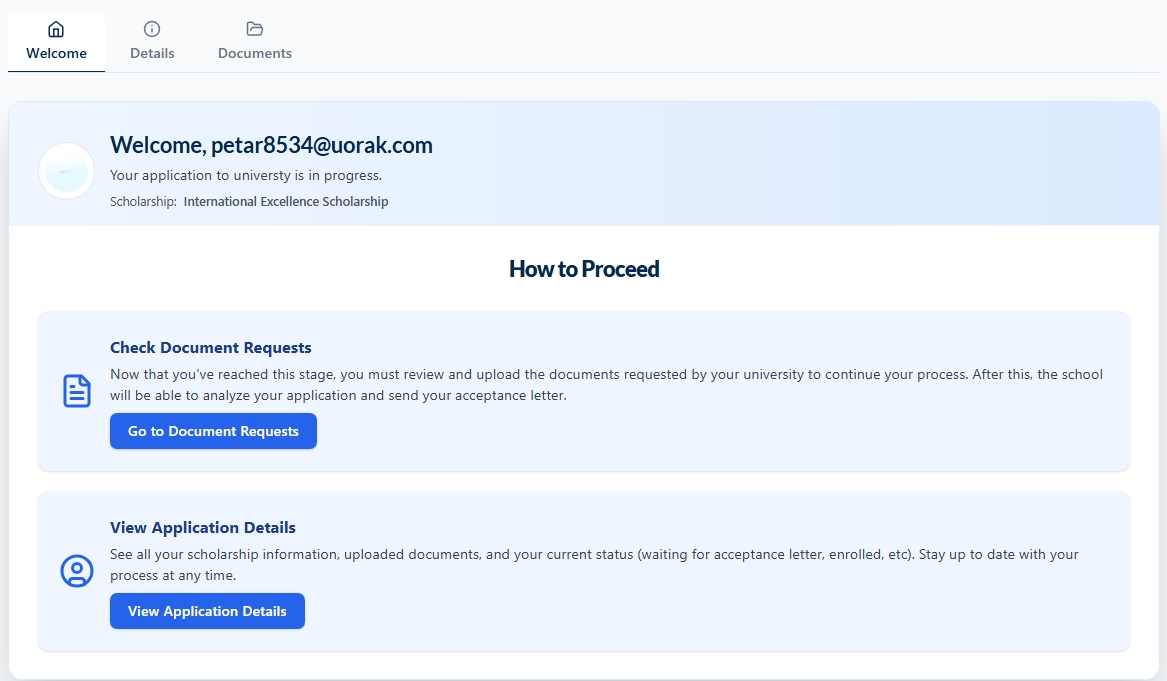 Welcome
Details
Documents
Welcome, petar8534@uorak.com
Your application to universty is in progress.
Scholarship: International Excellence Scholarship
How to Proceed
Check Document Requests
Now that you've reached this stage, you must review and upload the documents requested by your university to continue your process. After this, the school
will be able to analyze your application and send your acceptance letter.
Go to Document Requests
View Application Details
See all your scholarship information, uploaded documents, and your current status (waiting for acceptance letter, enrolled, etc). Stay up to date with your
process at any time.
View Application Details